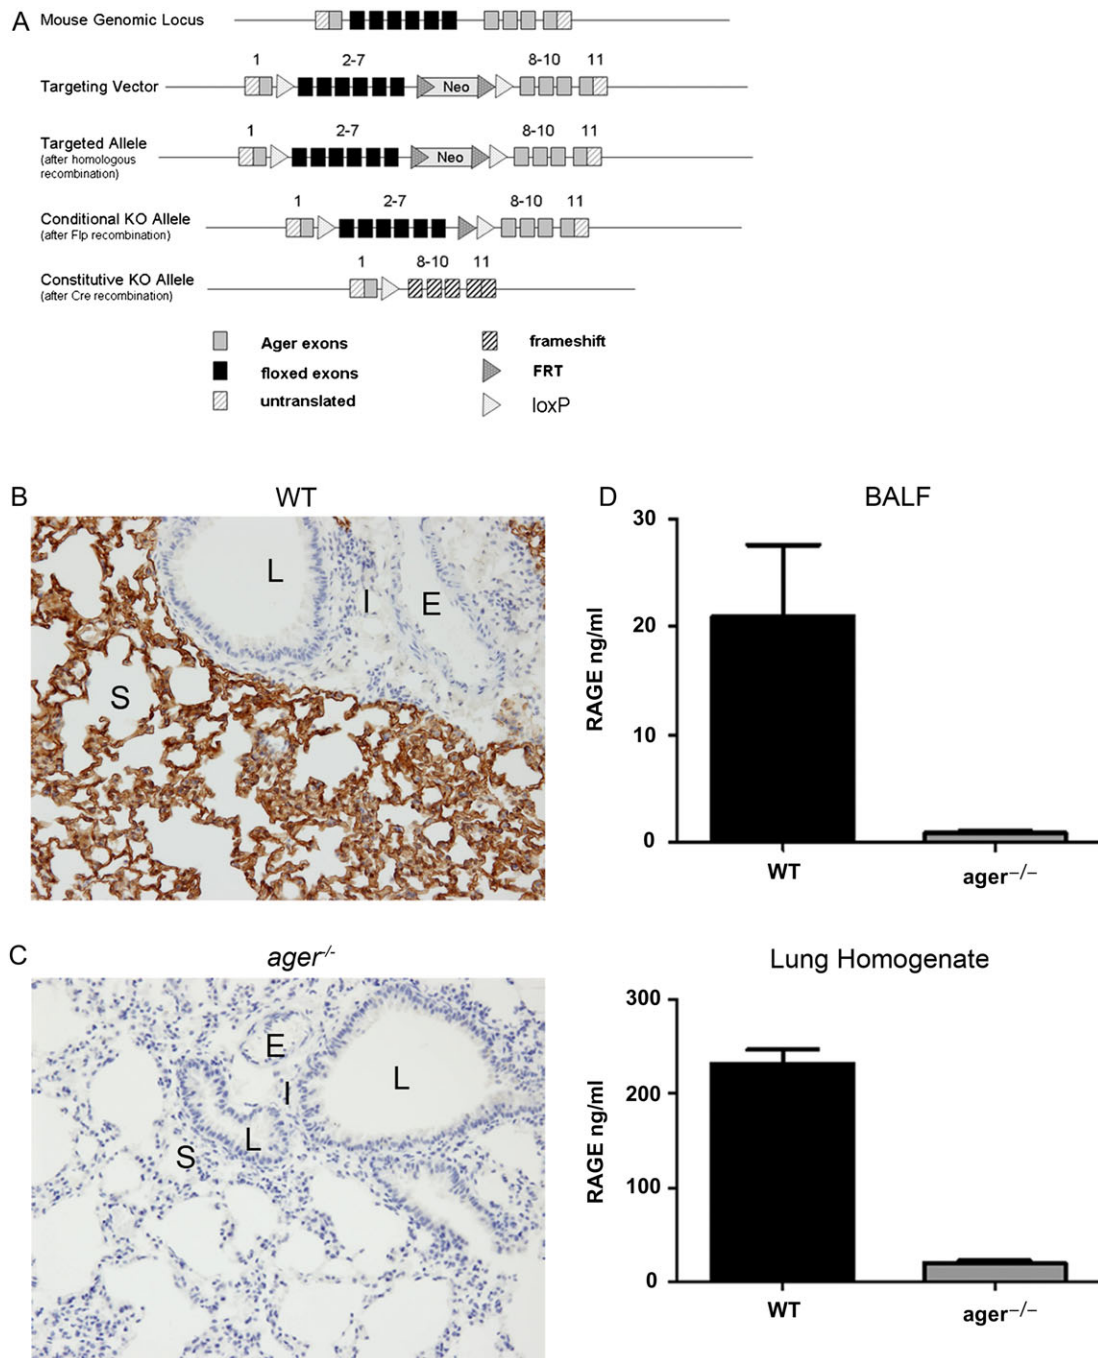 A
Mouse Genomic Locus
1 2-7 8-10 11
Targeting Vector
Neo
1 2-7 8-10 11
Targeted Allele
(after homologous
recombination)
Neo
1 2-7 8-10 11
Conditional KO Allele
(after Flp recombination)
1 8-10 11
Constitutive KO Allele
(after Cre recombination)
Ager exons
frameshift
floxed exons
FRT
untranslated
loxP
B
WT
L
I
E
S
C
ager-/-
E
I
L
L
S
D
BALF
RAGE ng/ml
30
20
10
0
WT
ager−/−
Lung Homogenate
RAGE ng/ml
300
200
100
0
WT
ager−/−